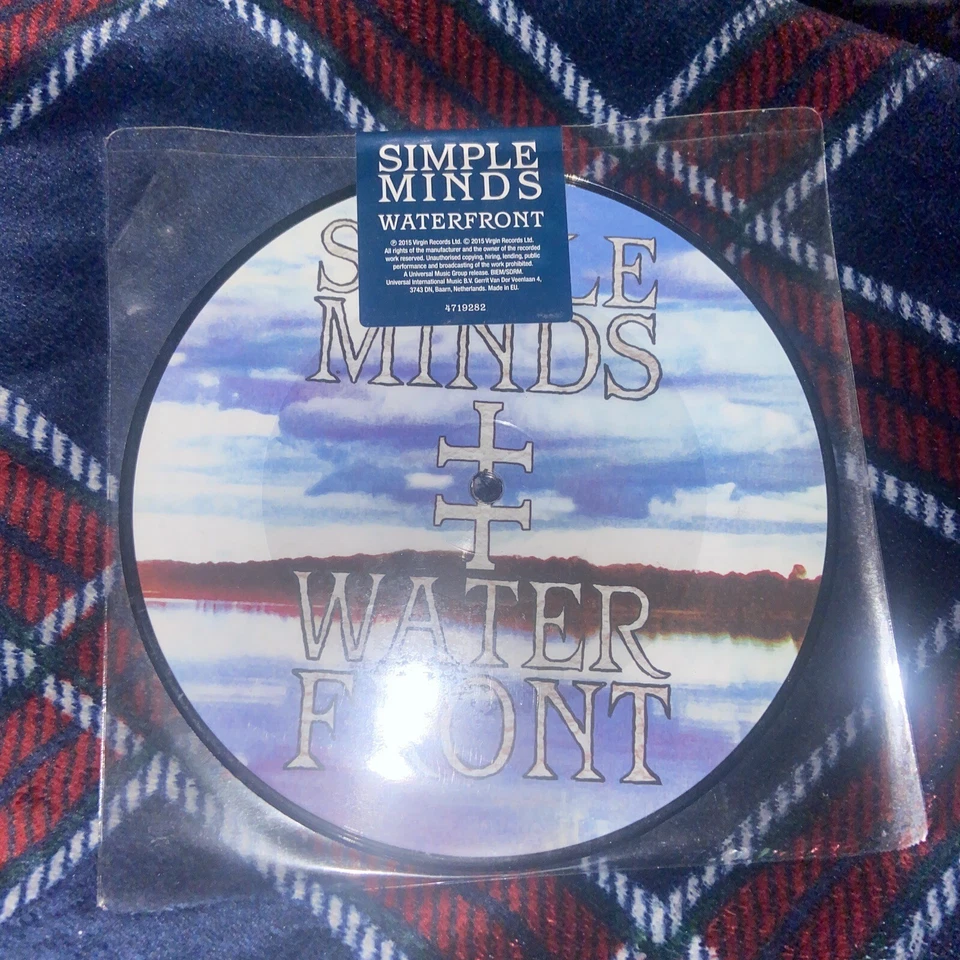 SIMPLE
MINDS
WATERFRONT
℗ 2015 Virgin Records Ltd. © 2015 Virgin Records Ltd.
All rights of the manufacturer and the owner of the recorded
work reserved. Unauthorised copying, hiring, lending, public
performance and broadcasting of the work prohibited.
A Universal Music Group release. BIEM/SDRM.
Universal International Music B.V. Gerrit Van Der Veenlaan 4,
3743 DN, Baarn, Netherlands. Made in EU.
4719282
S LE
MINDS
WATER
FRONT